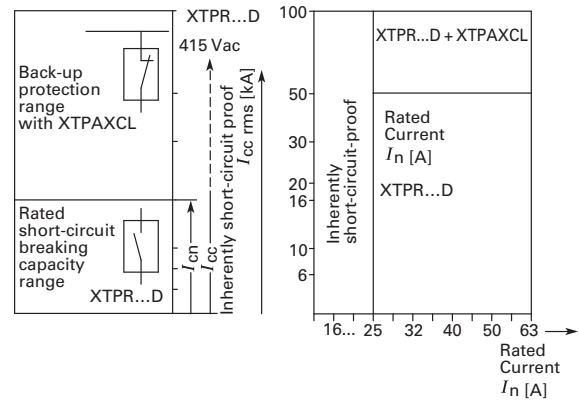 XTPR...D
415 Vac
Back-up
protection
range
with XTPAXCL
Rated
short-circuit
breaking
capacity
range
XTPR...D
Icn
Icc
Inherently short-circuit proof
Icc rms [kA]
100
50
30
20
16
10
6
Inherently
short-circuit-proof
XTPR...D + XTPAXCL
Rated
Current
In [A]
XTPR...D
16... 25 32 40 50 63
Rated
Current
In [A]